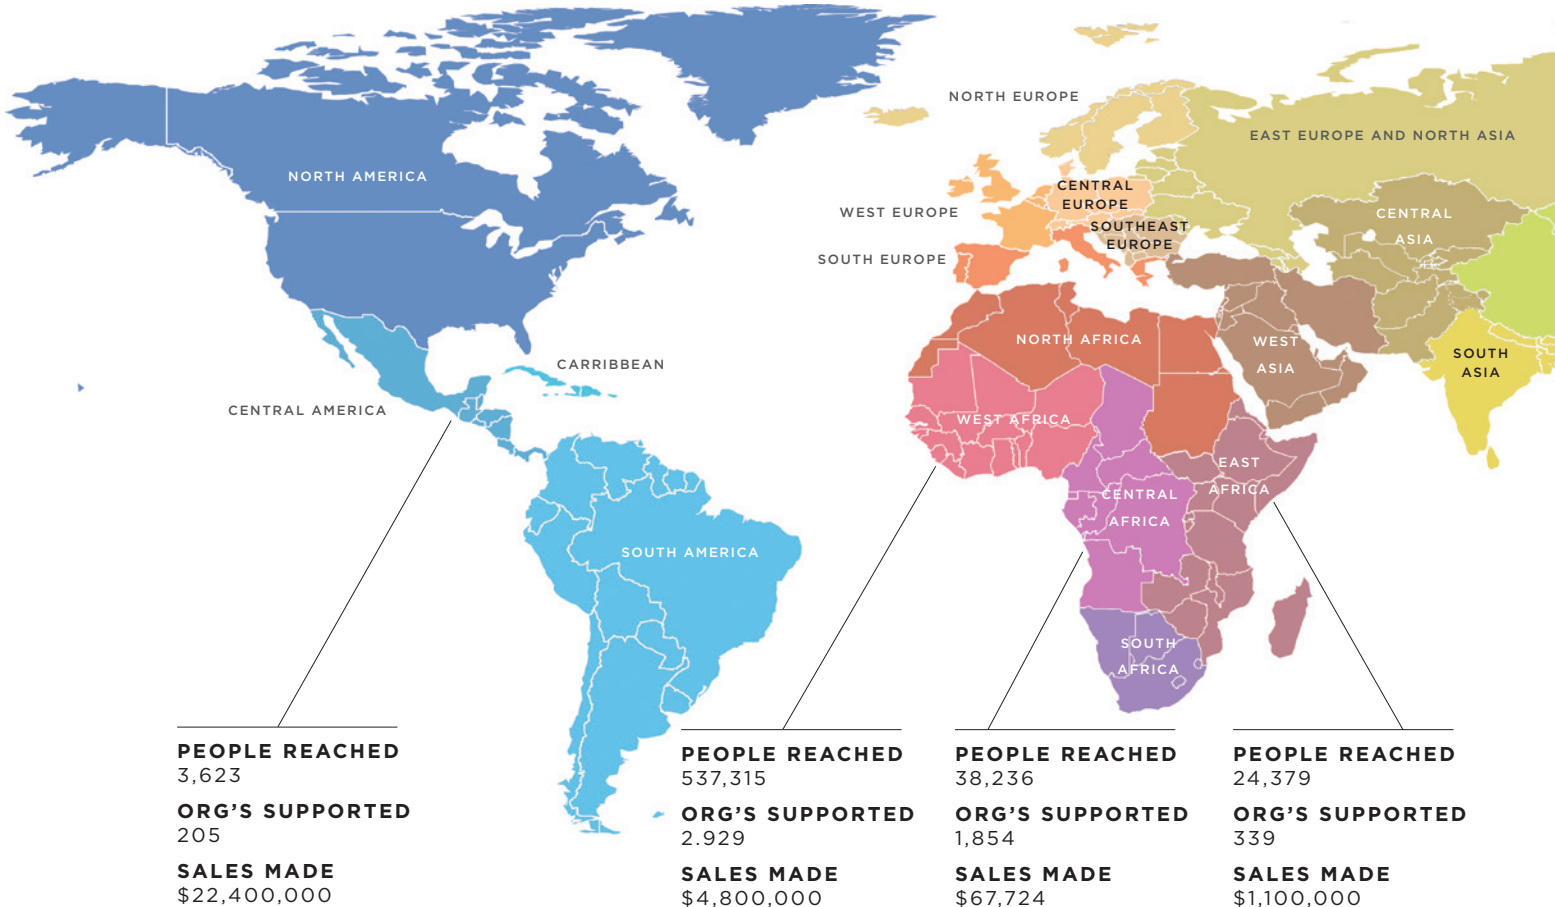 NORTH EUROPE
EAST EUROPE AND NORTH ASIA
NORTH AMERICA
CENTRAL
EUROPE
WEST EUROPE
CENTRAL
ASIA
SOUTHEAST
EUROPE
SOUTH EUROPE
NORTH AFRICA
WEST
ASIA
SOUTH
ASIA
CARRIBBEAN
CENTRAL AMERICA
WEST AFRICA
EAST
AFRICA
CENTRAL
AFRICA
SOUTH AMERICA
SOUTH
AFRICA
PEOPLE REACHED
3,623
ORG'S SUPPORTED
205
SALES MADE
$22,400,000
PEOPLE REACHED
537,315
ORG'S SUPPORTED
2.929
SALES MADE
$4,800,000
PEOPLE REACHED
38,236
ORG'S SUPPORTED
1,854
SALES MADE
$67,724
PEOPLE REACHED
24,379
ORG'S SUPPORTED
339
SALES MADE
$1,100,000